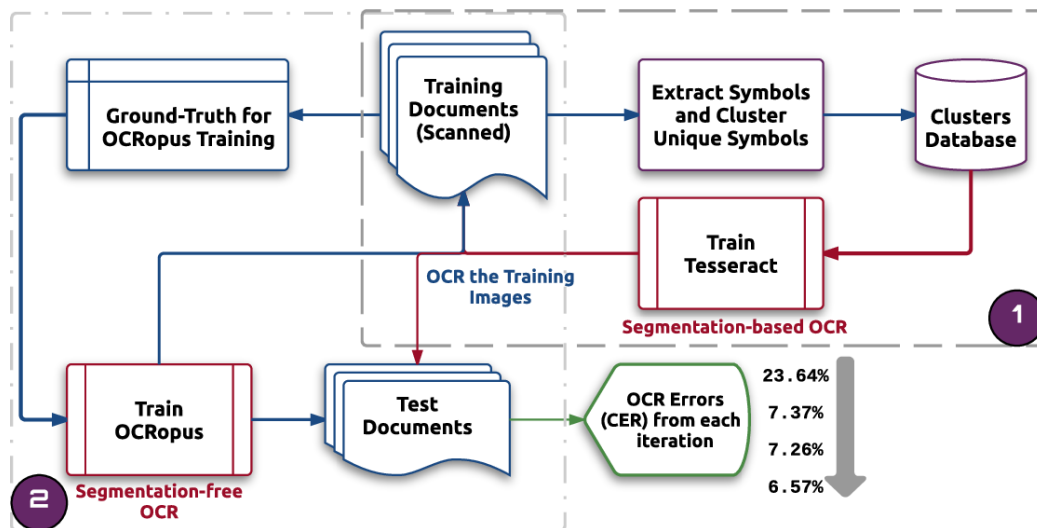 Ground-Truth for
OCRopus Training
Training
Documents
(Scanned)
Extract Symbols
and Cluster
Unique Symbols
Clusters
Database
Train
Tesseract
OCR the Training
Images
Segmentation-based OCR
1
Train
OCRopus
Test
Documents
OCR Errors
(CER) from each
iteration
23.64%
7.37%
7.26%
6.57%
Segmentation-free
OCR
2